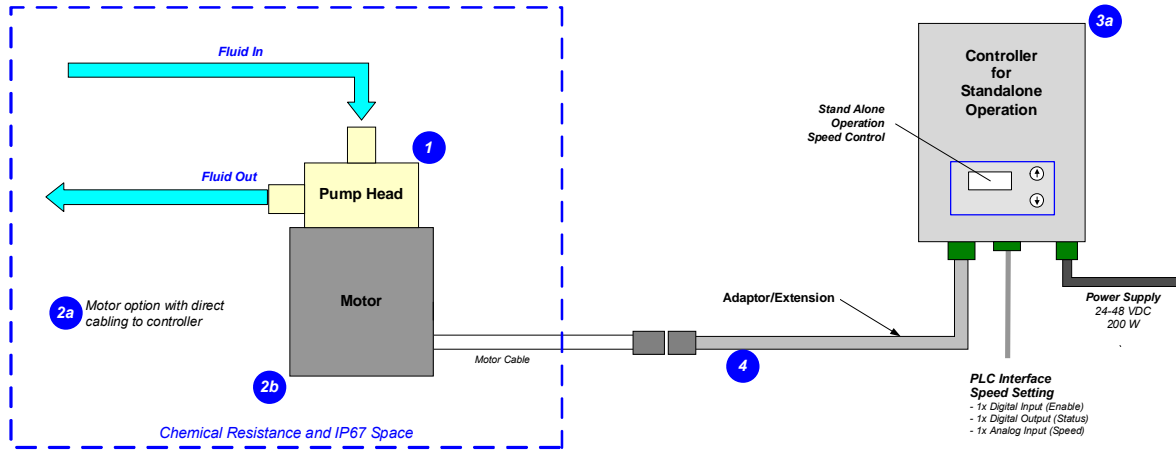 Fluid In
1
Fluid Out
Pump Head
2a
Motor option with direct
cabling to controller
Motor
2b
Motor Cable
Chemical Resistance and IP67 Space
Adaptor/Extension
4
3a
Controller
for
Standalone
Operation
Stand Alone
Operation
Speed Control
Power Supply
24-48 VDC
200 W
.
PLC Interface
Speed Setting
- 1x Digital Input (Enable)
- 1x Digital Output (Status)
- 1x Analog Input (Speed)